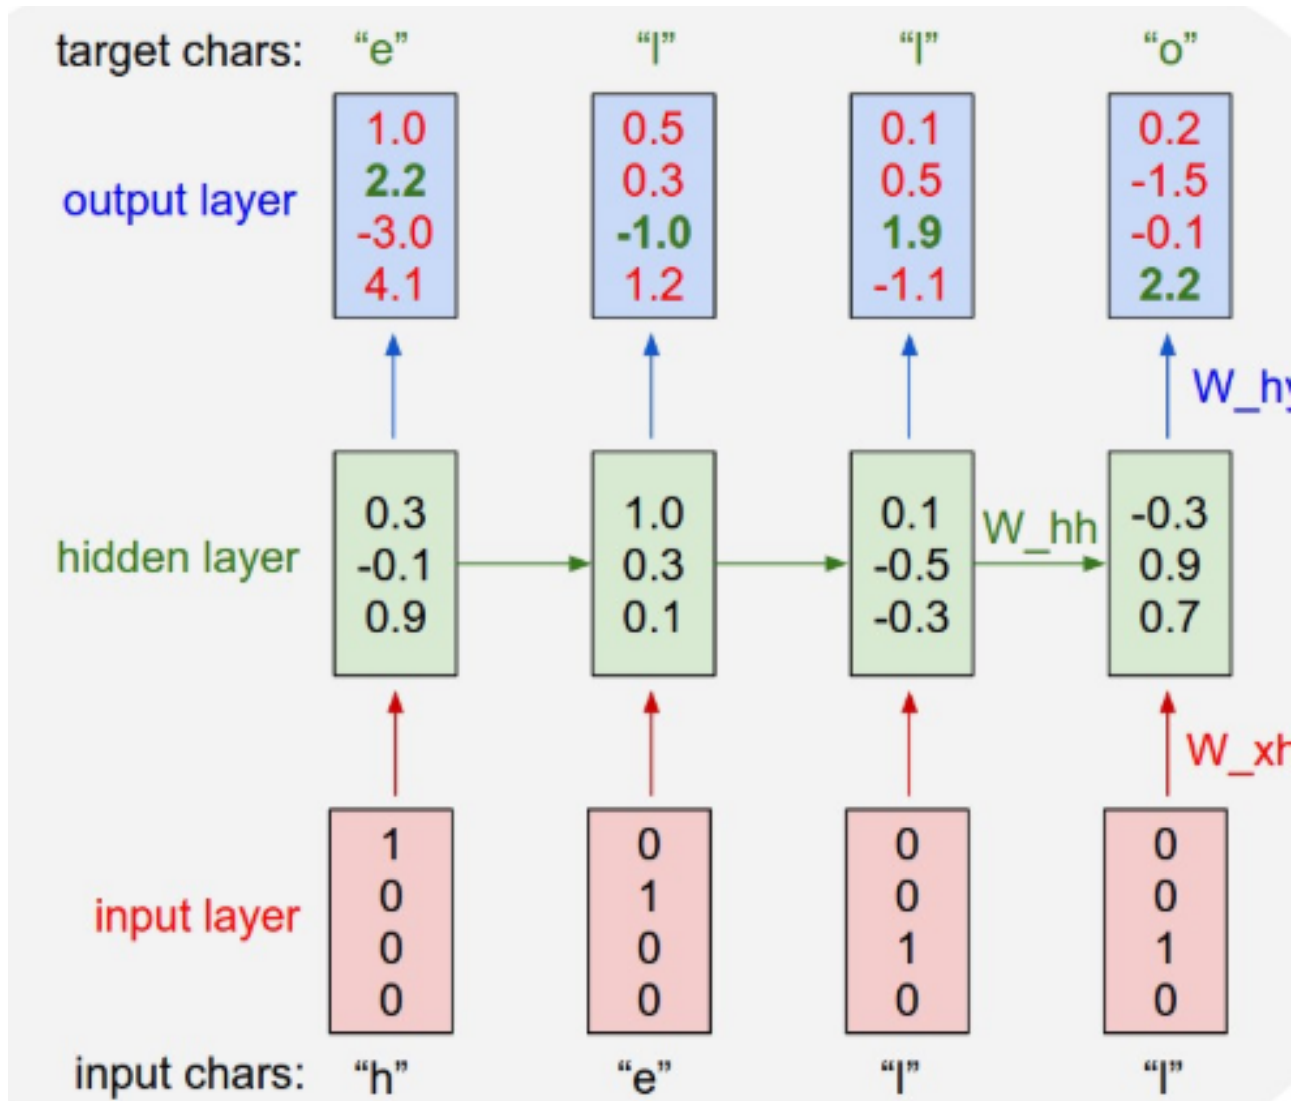 target chars: “e” “l” “l” “o”
1.0 0.5 0.1 0.2
2.2 0.3 0.5 -1.5
output layer
-3.0 -1.0 1.9 -0.1
4.1 1.2 -1.1 2.2
W_hy
0.3 1.0 0.1 -0.3
W_hh
hidden layer -0.1 0.3 -0.5 0.9
0.9 0.1 -0.3 0.7
W_xh
1 0 0 0
0 1 0 0
input layer
0 0 1 1
0 0 0 0
input chars: “h” “e” “l” “l”